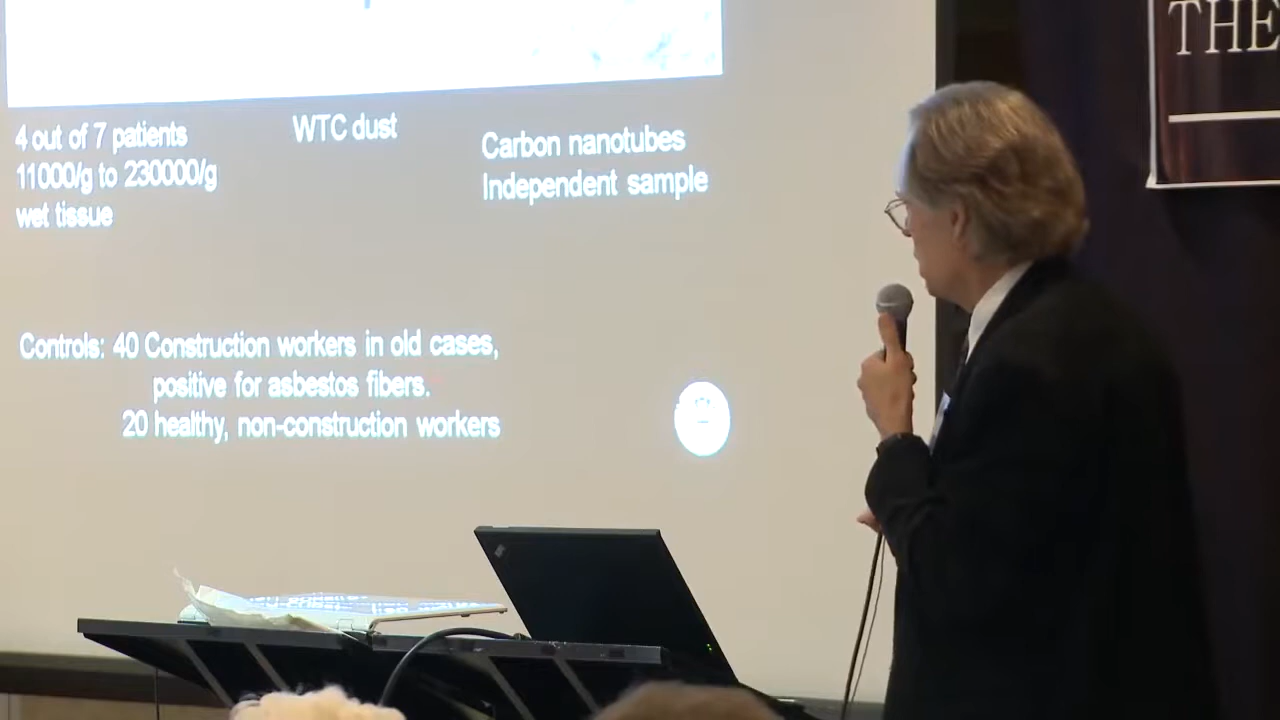 THE
4 out of 7 patients
11000/g to 230000/g
wet tissue
WTC dust
Carbon nanotubes
Independent sample
Controls: 40 Construction workers in old cases,
positive for asbestos fibers.
20 healthy, non-construction workers